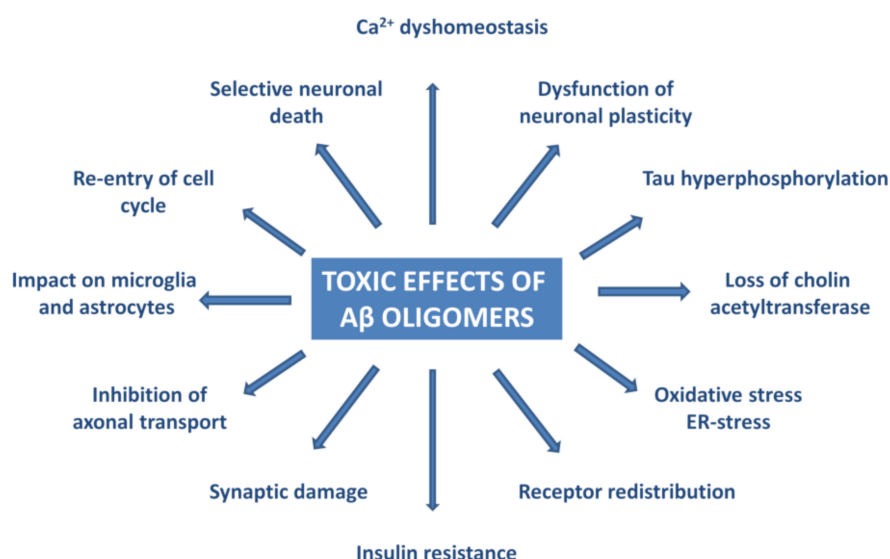 Ca²⁺ dyshomeostasis
Selective neuronal
death
Dysfunction of
neuronal plasticity
Re-entry of cell
cycle
Tau hyperphosphorylation
Impact on microglia
and astrocytes
TOXIC EFFECTS OF
Aβ OLIGOMERS
Loss of cholin
acetyltransferase
Inhibition of
axonal transport
Oxidative stress
ER-stress
Synaptic damage
Receptor redistribution
Insulin resistance